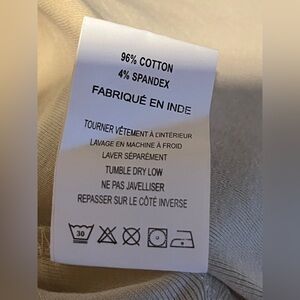 96% COTTON
4% SPANDEX
FABRIQUÉ EN INDE
TOURNER VÊTEMENT À L'INTÉRIEUR
LAVAGE EN MACHINE À FROID
LAVER SÉPARÉMENT
TUMBLE DRY LOW
NE PAS JAVELLISER
REPASSER SUR LE CÔTÉ INVERSE
30